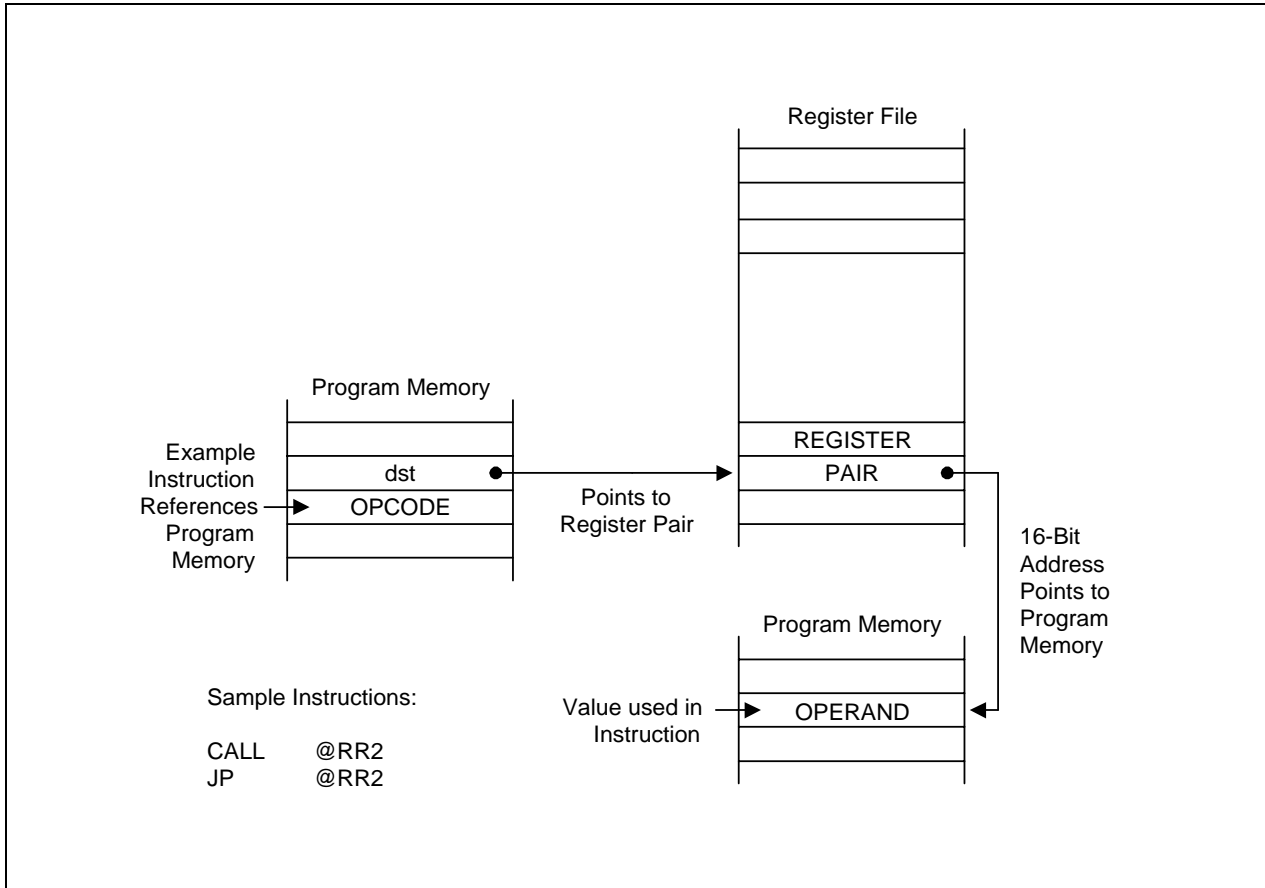 Register File
Program Memory
Example
Instruction
References
Program
Memory
dst
OPCODE
Points to
Register Pair
REGISTER
PAIR
16-Bit
Address
Points to
Program
Memory
Program Memory
Value used in
Instruction
OPERAND
Sample Instructions:
CALL @RR2
JP @RR2